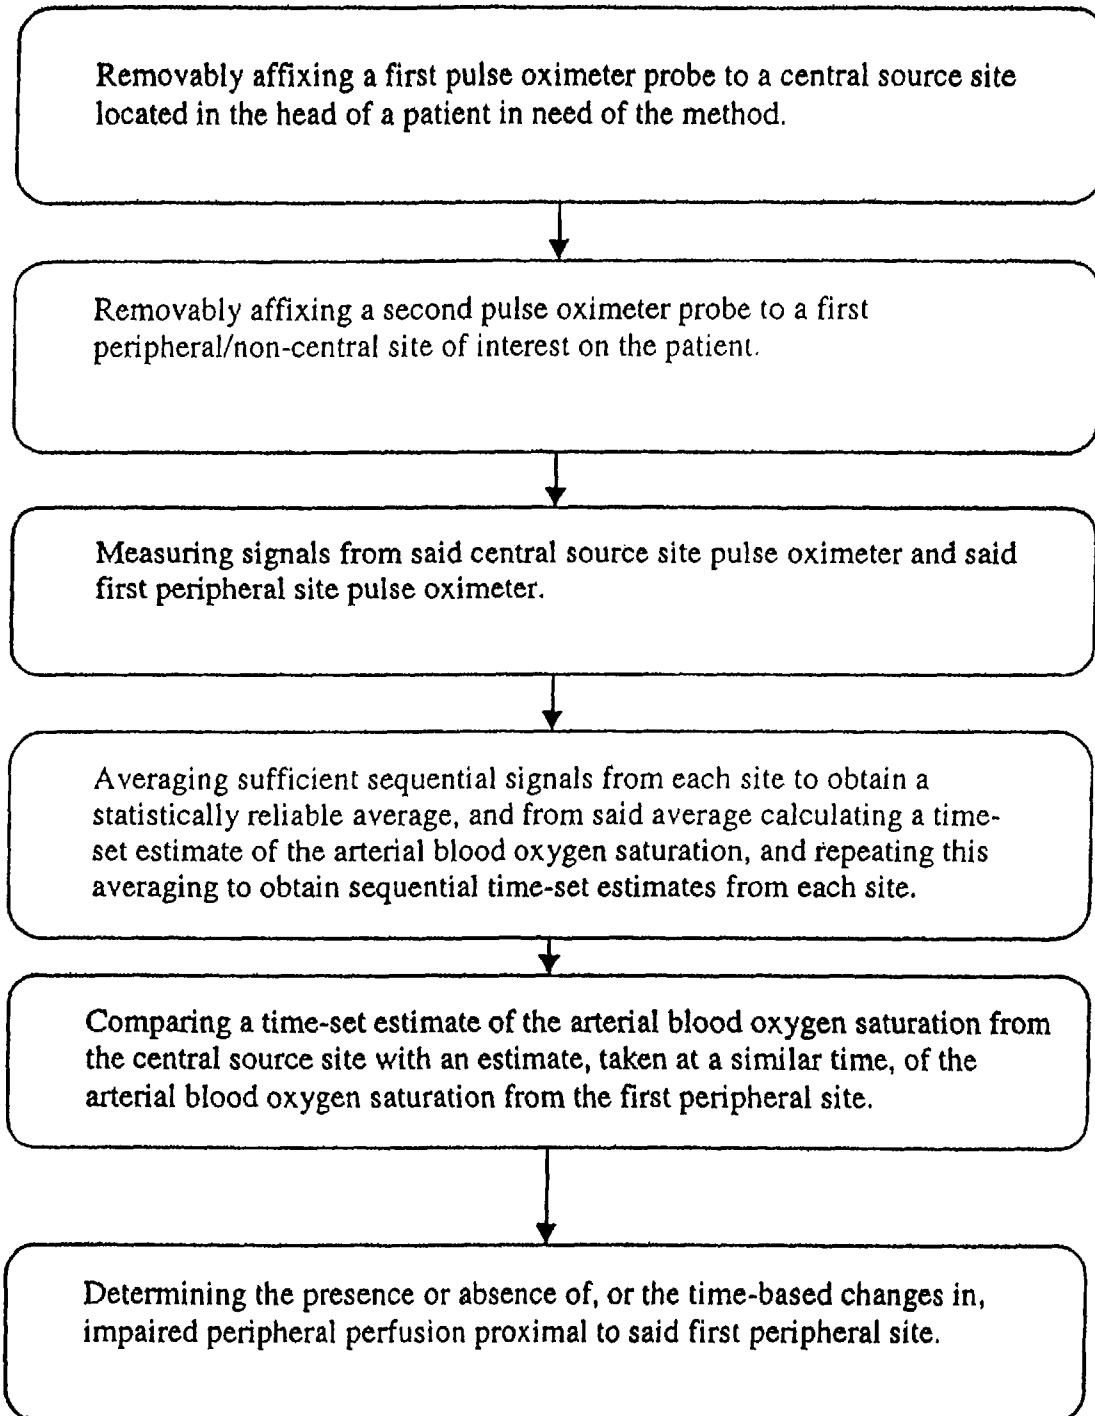 Removably affixing a first pulse oximeter probe to a central source site
located in the head of a patient in need of the method.
Removably affixing a second pulse oximeter probe to a first
peripheral/non-central site of interest on the patient.
Measuring signals from said central source site pulse oximeter and said
first peripheral site pulse oximeter.
Averaging sufficient sequential signals from each site to obtain a
statistically reliable average, and from said average calculating a time-
set estimate of the arterial blood oxygen saturation, and repeating this
averaging to obtain sequential time-set estimates from each site.
Comparing a time-set estimate of the arterial blood oxygen saturation from
the central source site with an estimate, taken at a similar time, of the
arterial blood oxygen saturation from the first peripheral site.
Determining the presence or absence of, or the time-based changes in,
impaired peripheral perfusion proximal to said first peripheral site.